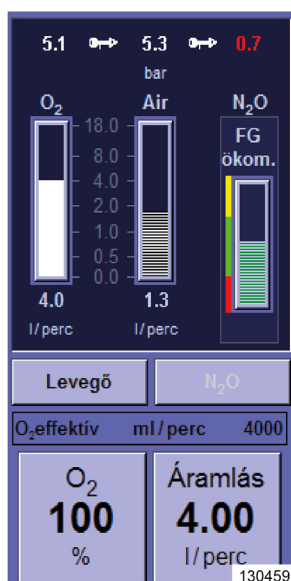 5.1 5.3 0.7
bar
O₂ Air N₂O
FG
ökom.
18.0
8.0
4.0
2.0
1.0
0.5
0.0
4.0 1.3
l/perc l/perc
Levegő N₂O
O₂effektív ml/perc 4000
O₂ Áramlás
100 4.00
% l/perc
130459